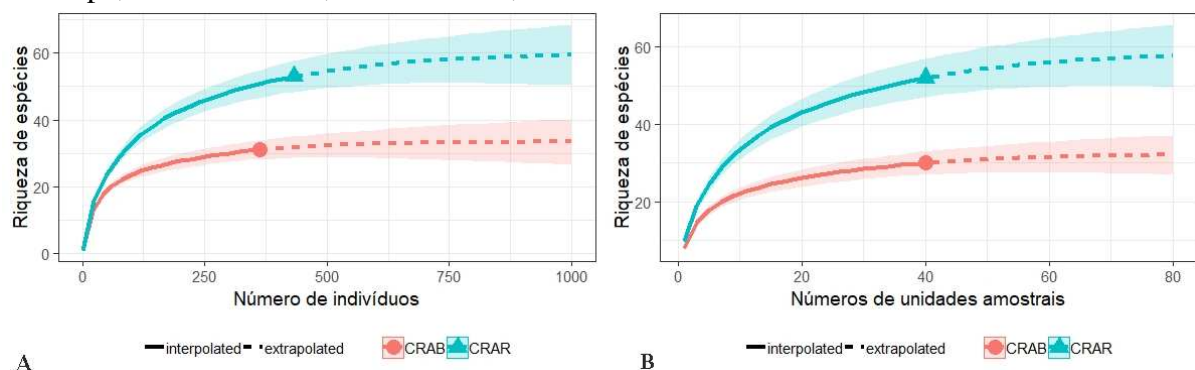 60
40
20
0
Riqueza de espécies
0
250
500
750
1000
Número de indivíduos
interpolated
extrapolated
CRAB
CRAR
A
60
40
20
Riqueza de espécies
0
20
40
60
80
Números de unidades amostrais
interpolated
extrapolated
CRAB
CRAR
B